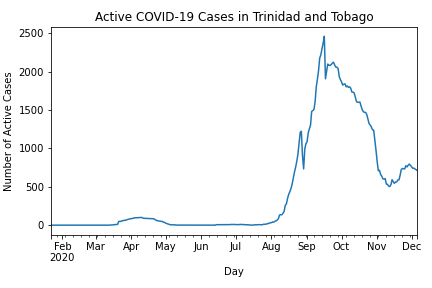 Active COVID-19 Cases in Trinidad and Tobago
2500
2000
1500
1000
500
0
Number of Active Cases
Feb Mar Apr May Jun Jul Aug Sep Oct Nov Dec
2020
Day